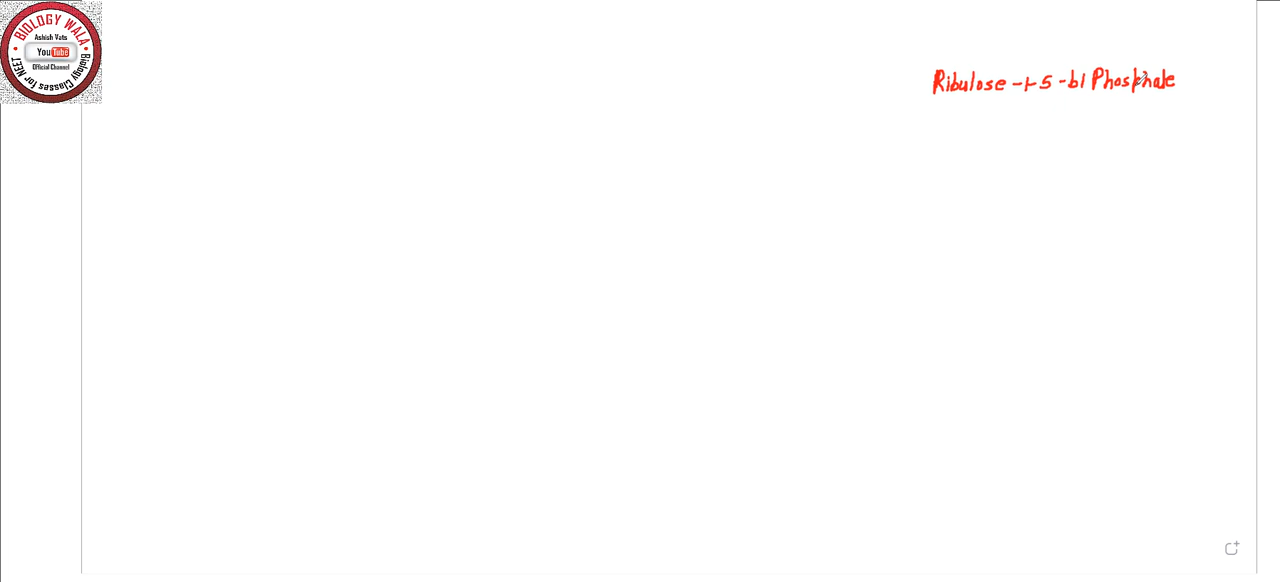 BIOLOGY WALA
Ashish Vats
YouTube
Official Channel
Biology Classes for NEET
Ribulose -1-5 -bi Phosphate